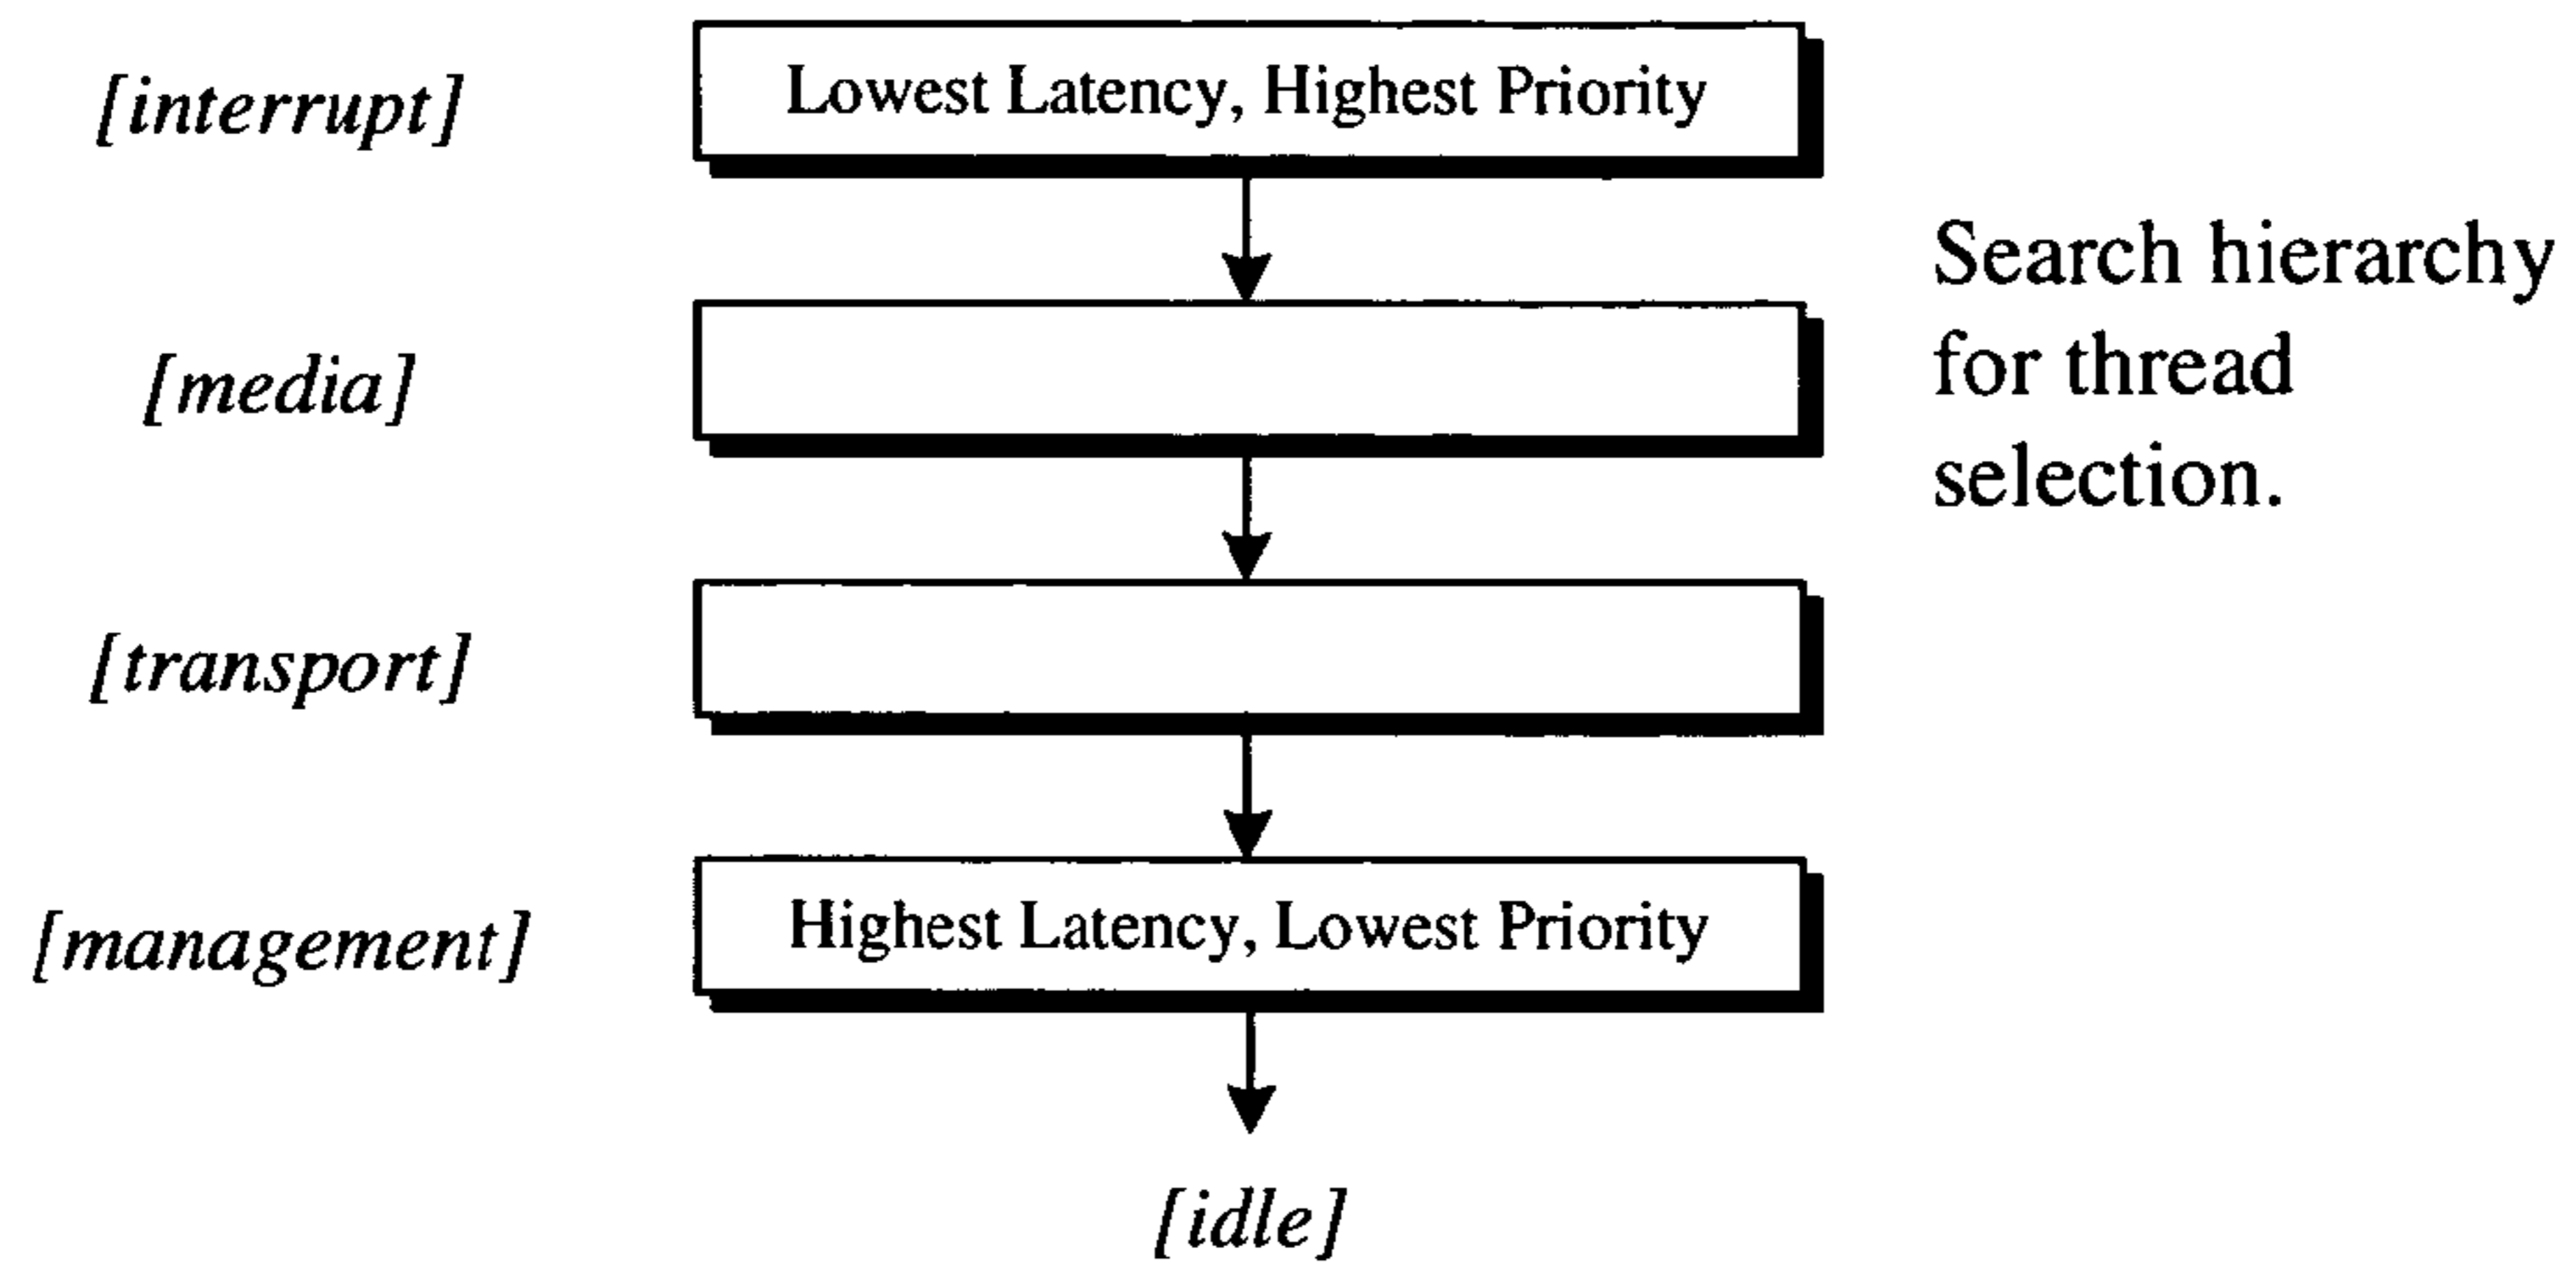 [interrupt]
Lowest Latency, Highest Priority
Search hierarchy
for thread
selection.
[media]
[transport]
[management]
Highest Latency, Lowest Priority
[idle]